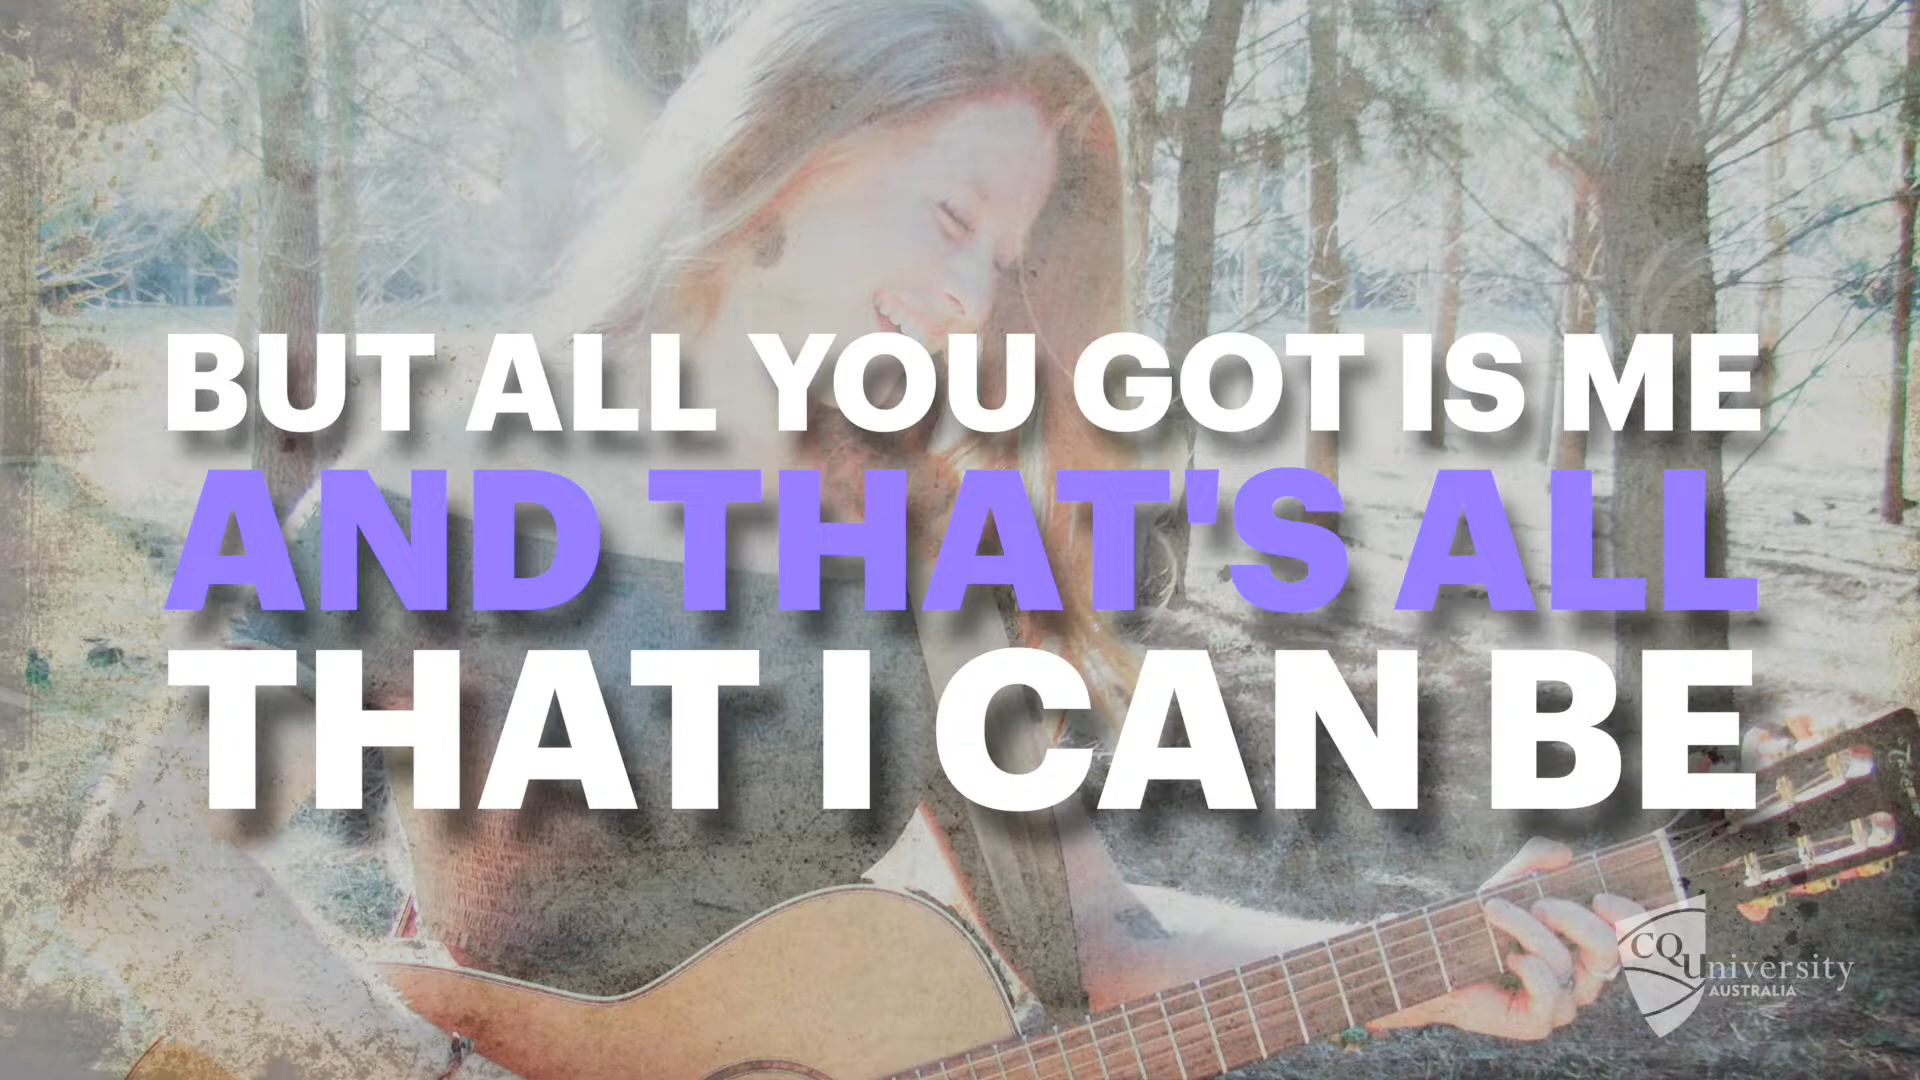 BUT ALL YOU GOT IS ME
AND THAT'S ALL
THAT I CAN BE
CQUniversity
AUSTRALIA